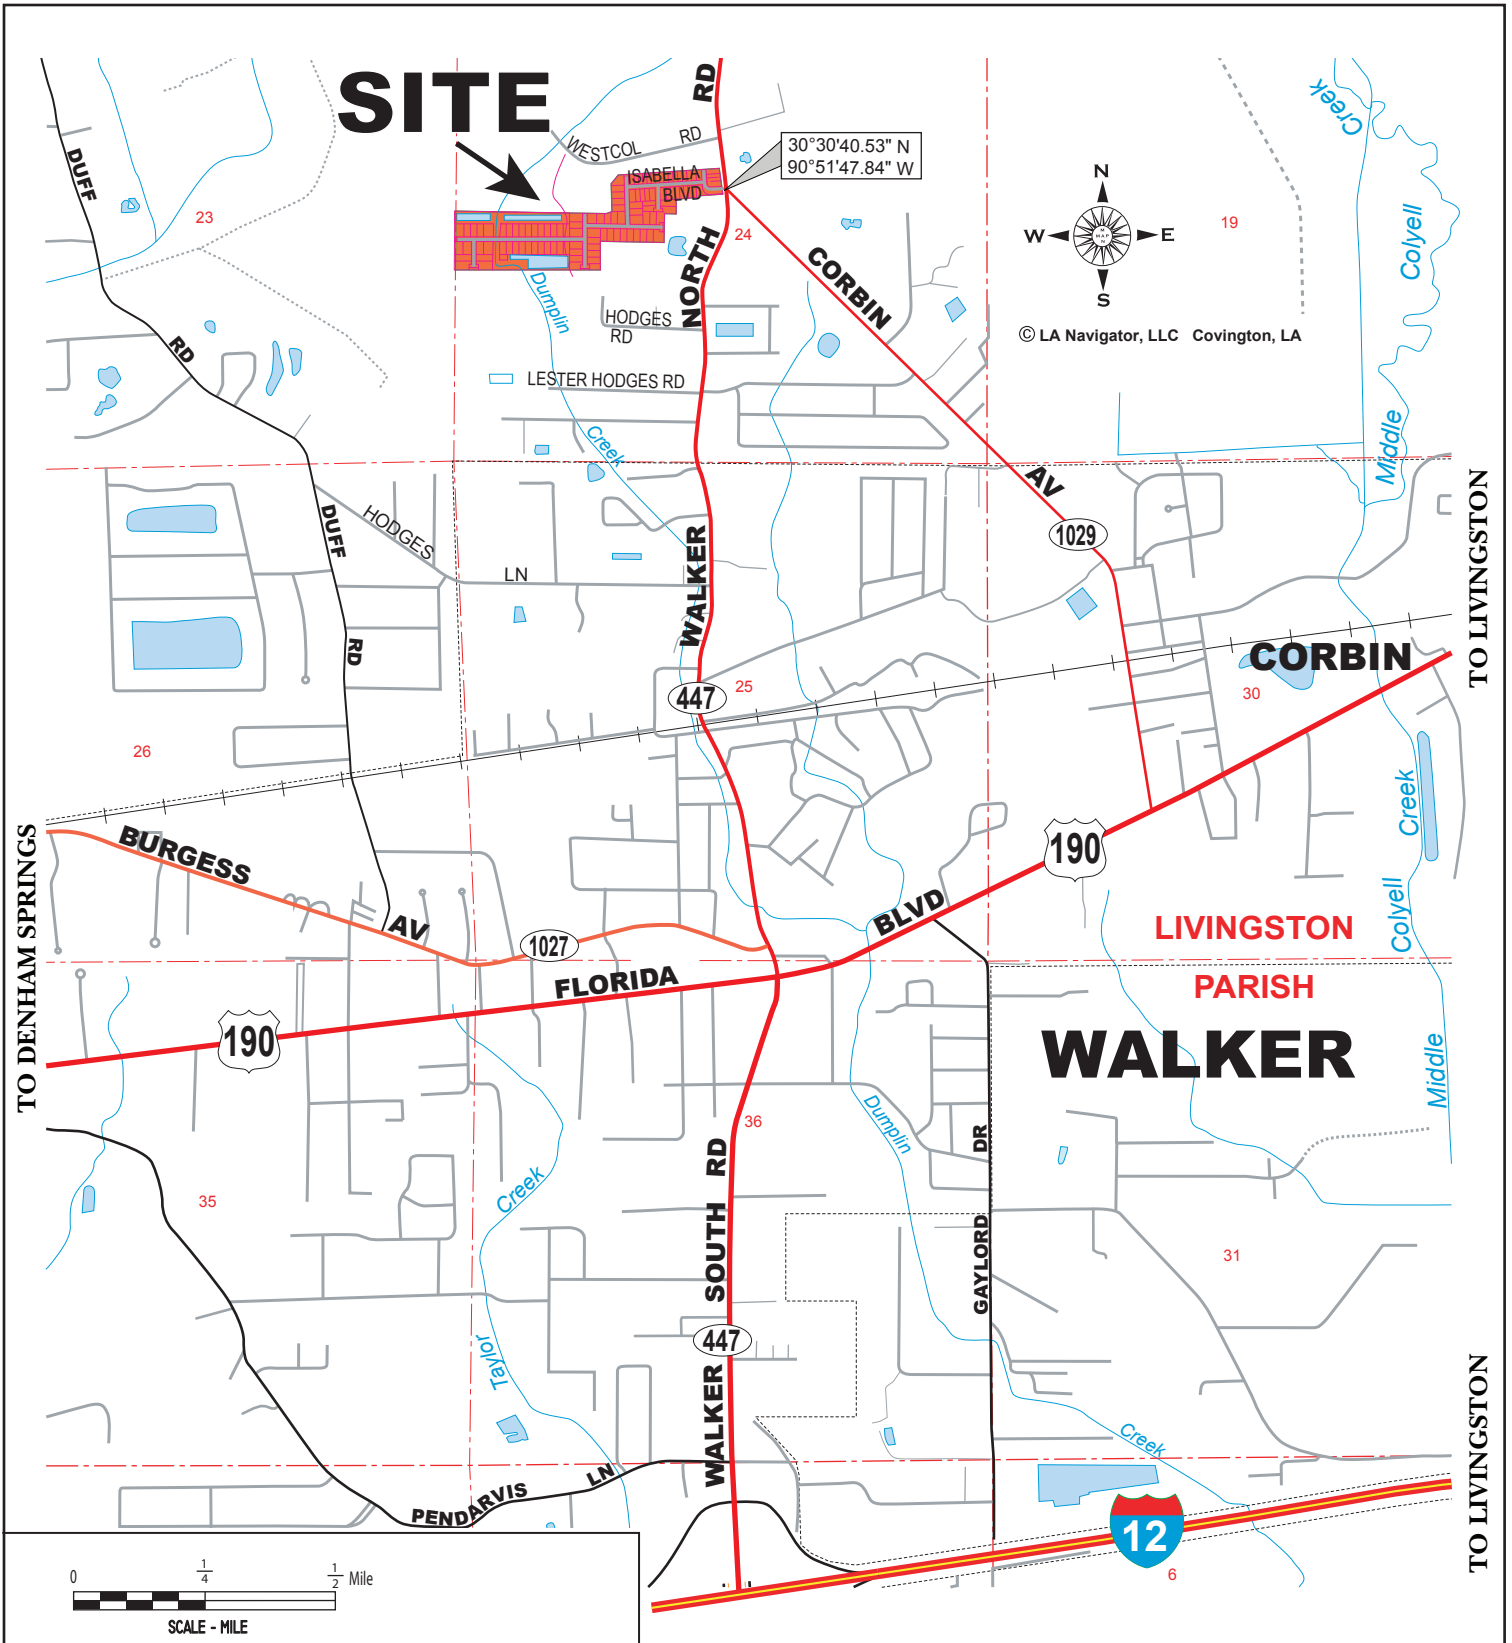 SITE
RD
WESTCOL RD
30°30'40.53" N
90°51'47.84" W
ISABELLA
BLVD
DUFF
23
24
19
N
W E
S
MAP
NORTH
CORBIN
Creek
Colyell
Dumplin
HODGES
RD
© LA Navigator, LLC Covington, LA
RD
LESTER HODGES RD
Creek
Middle
AV
1029
TO LIVINGSTON
DUFF
HODGES
LN
WALKER
RD
CORBIN
447
25
30
26
Creek
BURGESS
AV
1027
190
BLVD
Colyell
LIVINGSTON
PARISH
TO DENHAM SPRINGS
FLORIDA
190
WALKER
Middle
Dumplin
36
DR
RD
35
Creek
SOUTH
GAYLORD
31
Taylor
447
WALKER
TO LIVINGSTON
Creek
PENDARVIS
LN
12
6
0 1/4 1/2 Mile
SCALE - MILE